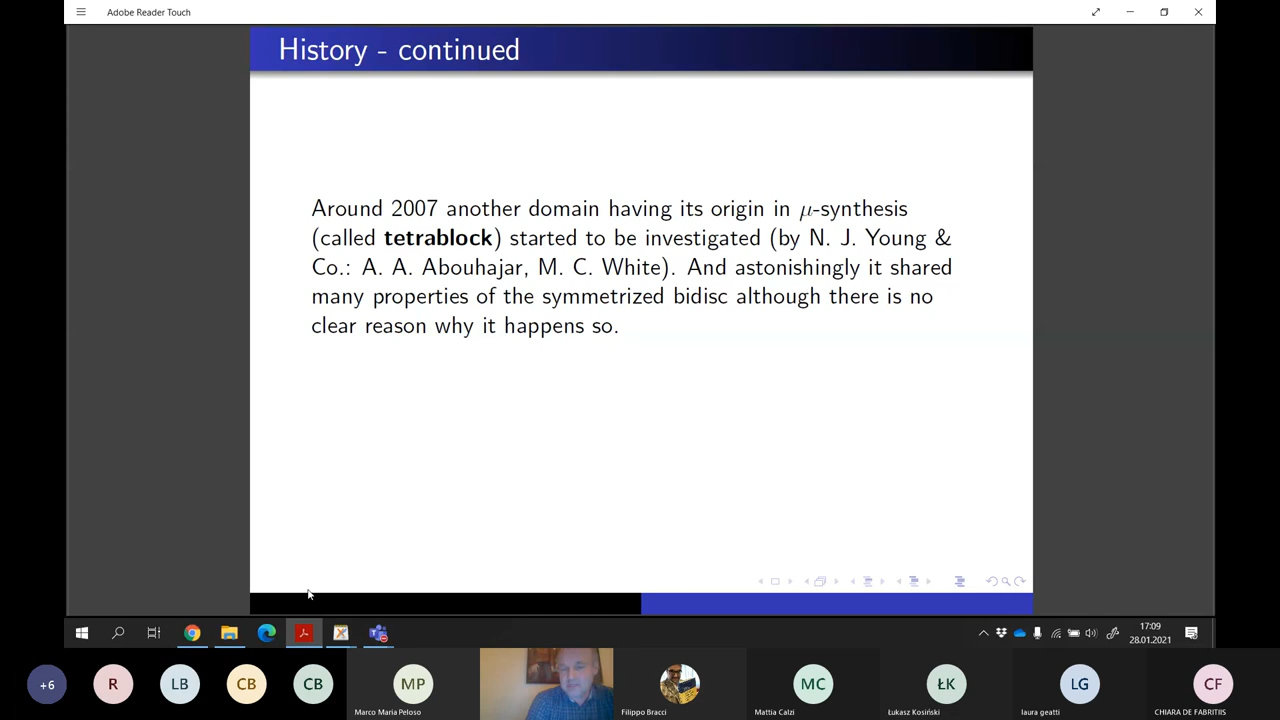 Adobe Reader Touch
History - continued
Around 2007 another domain having its origin in μ-synthesis
(called tetrablock) started to be investigated (by N. J. Young &
Co.: A. A. Abouhajar, M. C. White). And astonishingly it shared
many properties of the symmetrized bidisc although there is no
clear reason why it happens so.
17:09
28.01.2021
+6
R
LB
CB
CB
MP
MC
ŁK
LG
CF
Marco Maria Peloso
Filippo Bracci
Mattia Calzi
Łukasz Kosiński
laura geatti
CHIARA DE FABRITIIS